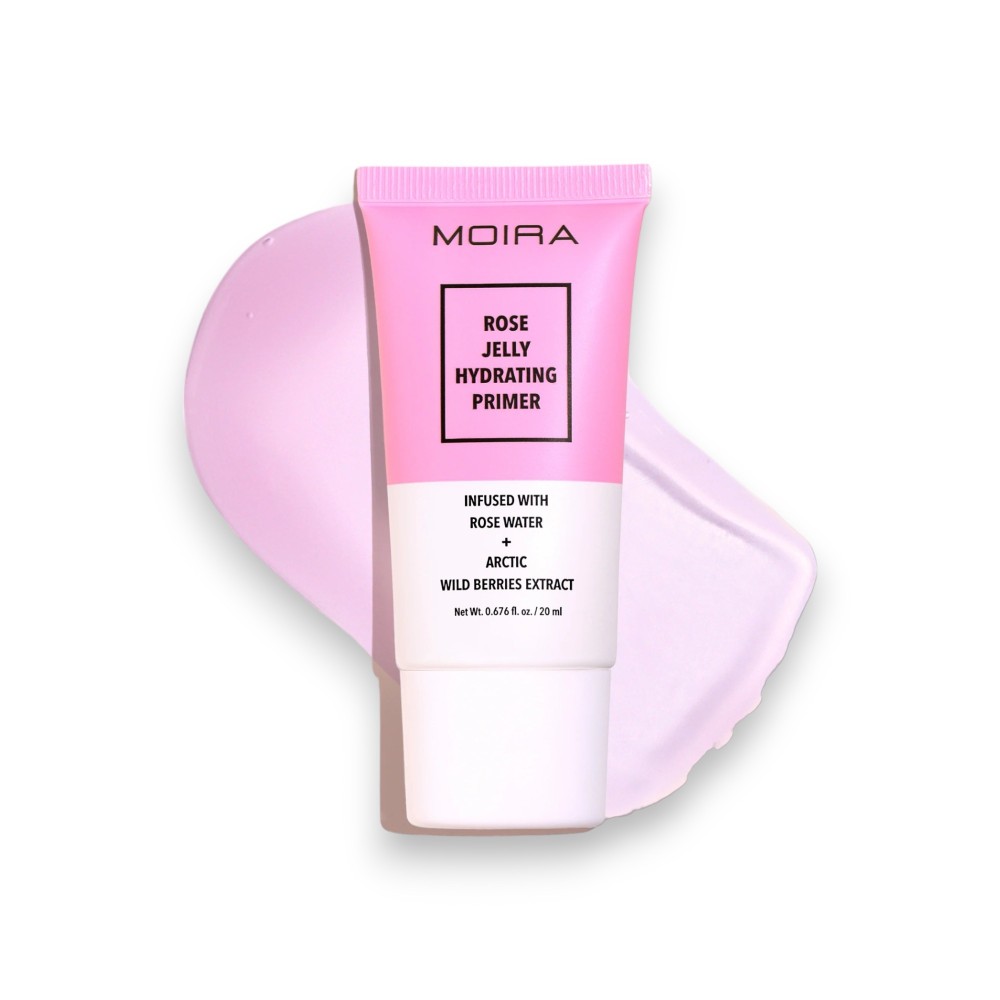 MOIRA
ROSE
JELLY
HYDRATING
PRIMER
INFUSED WITH
ROSE WATER
+
ARCTIC
WILD BERRIES EXTRACT
Net Wt. 0.676 fl. oz. / 20 ml